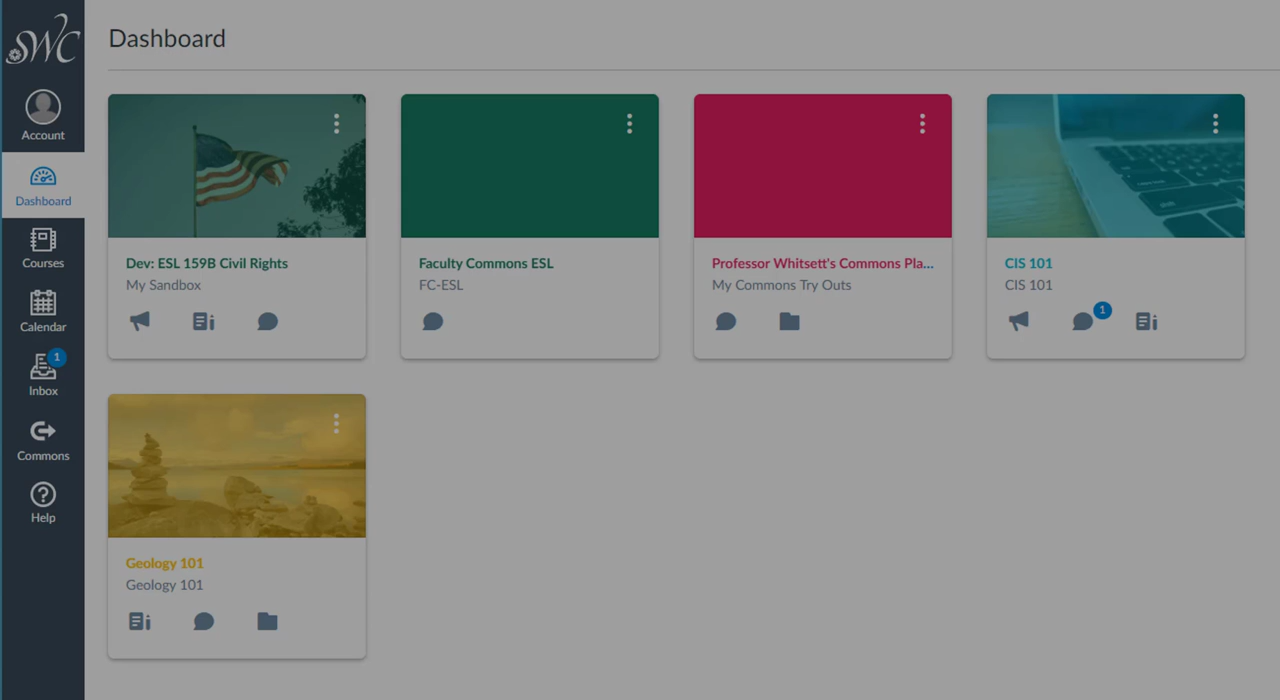 SWC
Dashboard
Account
Dashboard
Courses
Calendar
1
Inbox
Commons
Help
Dev: ESL 159B Civil Rights
My Sandbox
Faculty Commons ESL
FC-ESL
Professor Whitsett's Commons Pla...
My Commons Try Outs
CIS 101
CIS 101
1
Geology 101
Geology 101